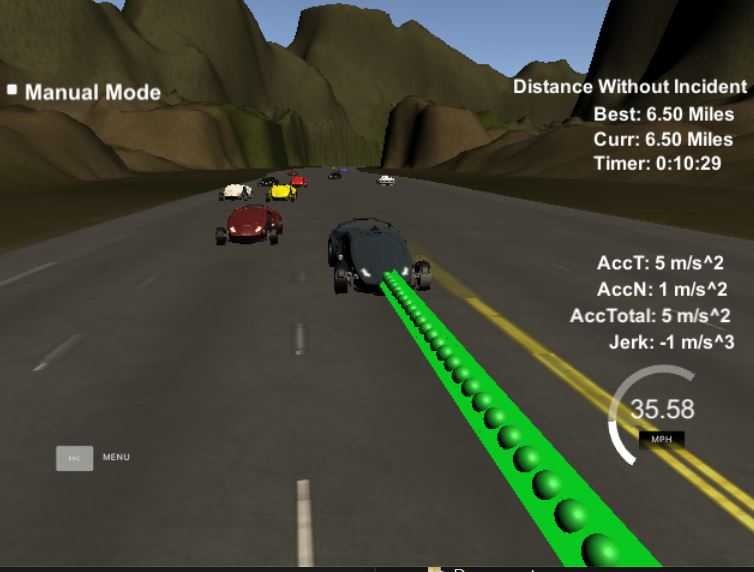 Manual Mode
Distance Without Incident
Best: 6.50 Miles
Curr: 6.50 Miles
Timer: 0:10:29
AccT: 5 m/s^2
AccN: 1 m/s^2
AccTotal: 5 m/s^2
Jerk: -1 m/s^3
35.58
MPH
ESC MENU